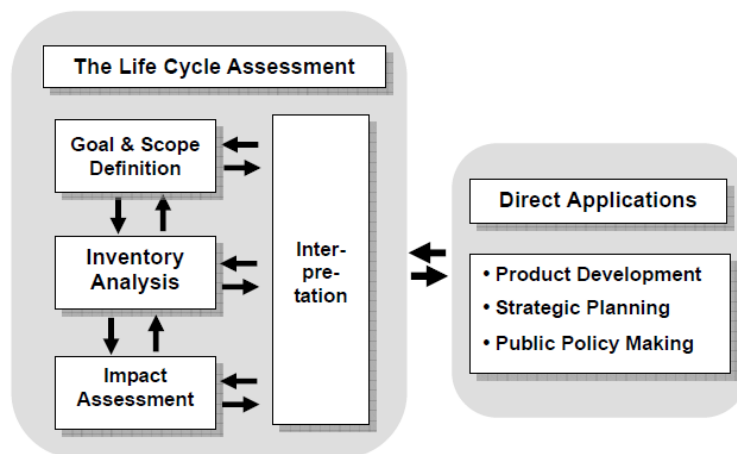 The Life Cycle Assessment
Goal & Scope
Definition
Inventory
Analysis
Impact
Assessment
Inter-
pre-
tation
Direct Applications
• Product Development
• Strategic Planning
• Public Policy Making